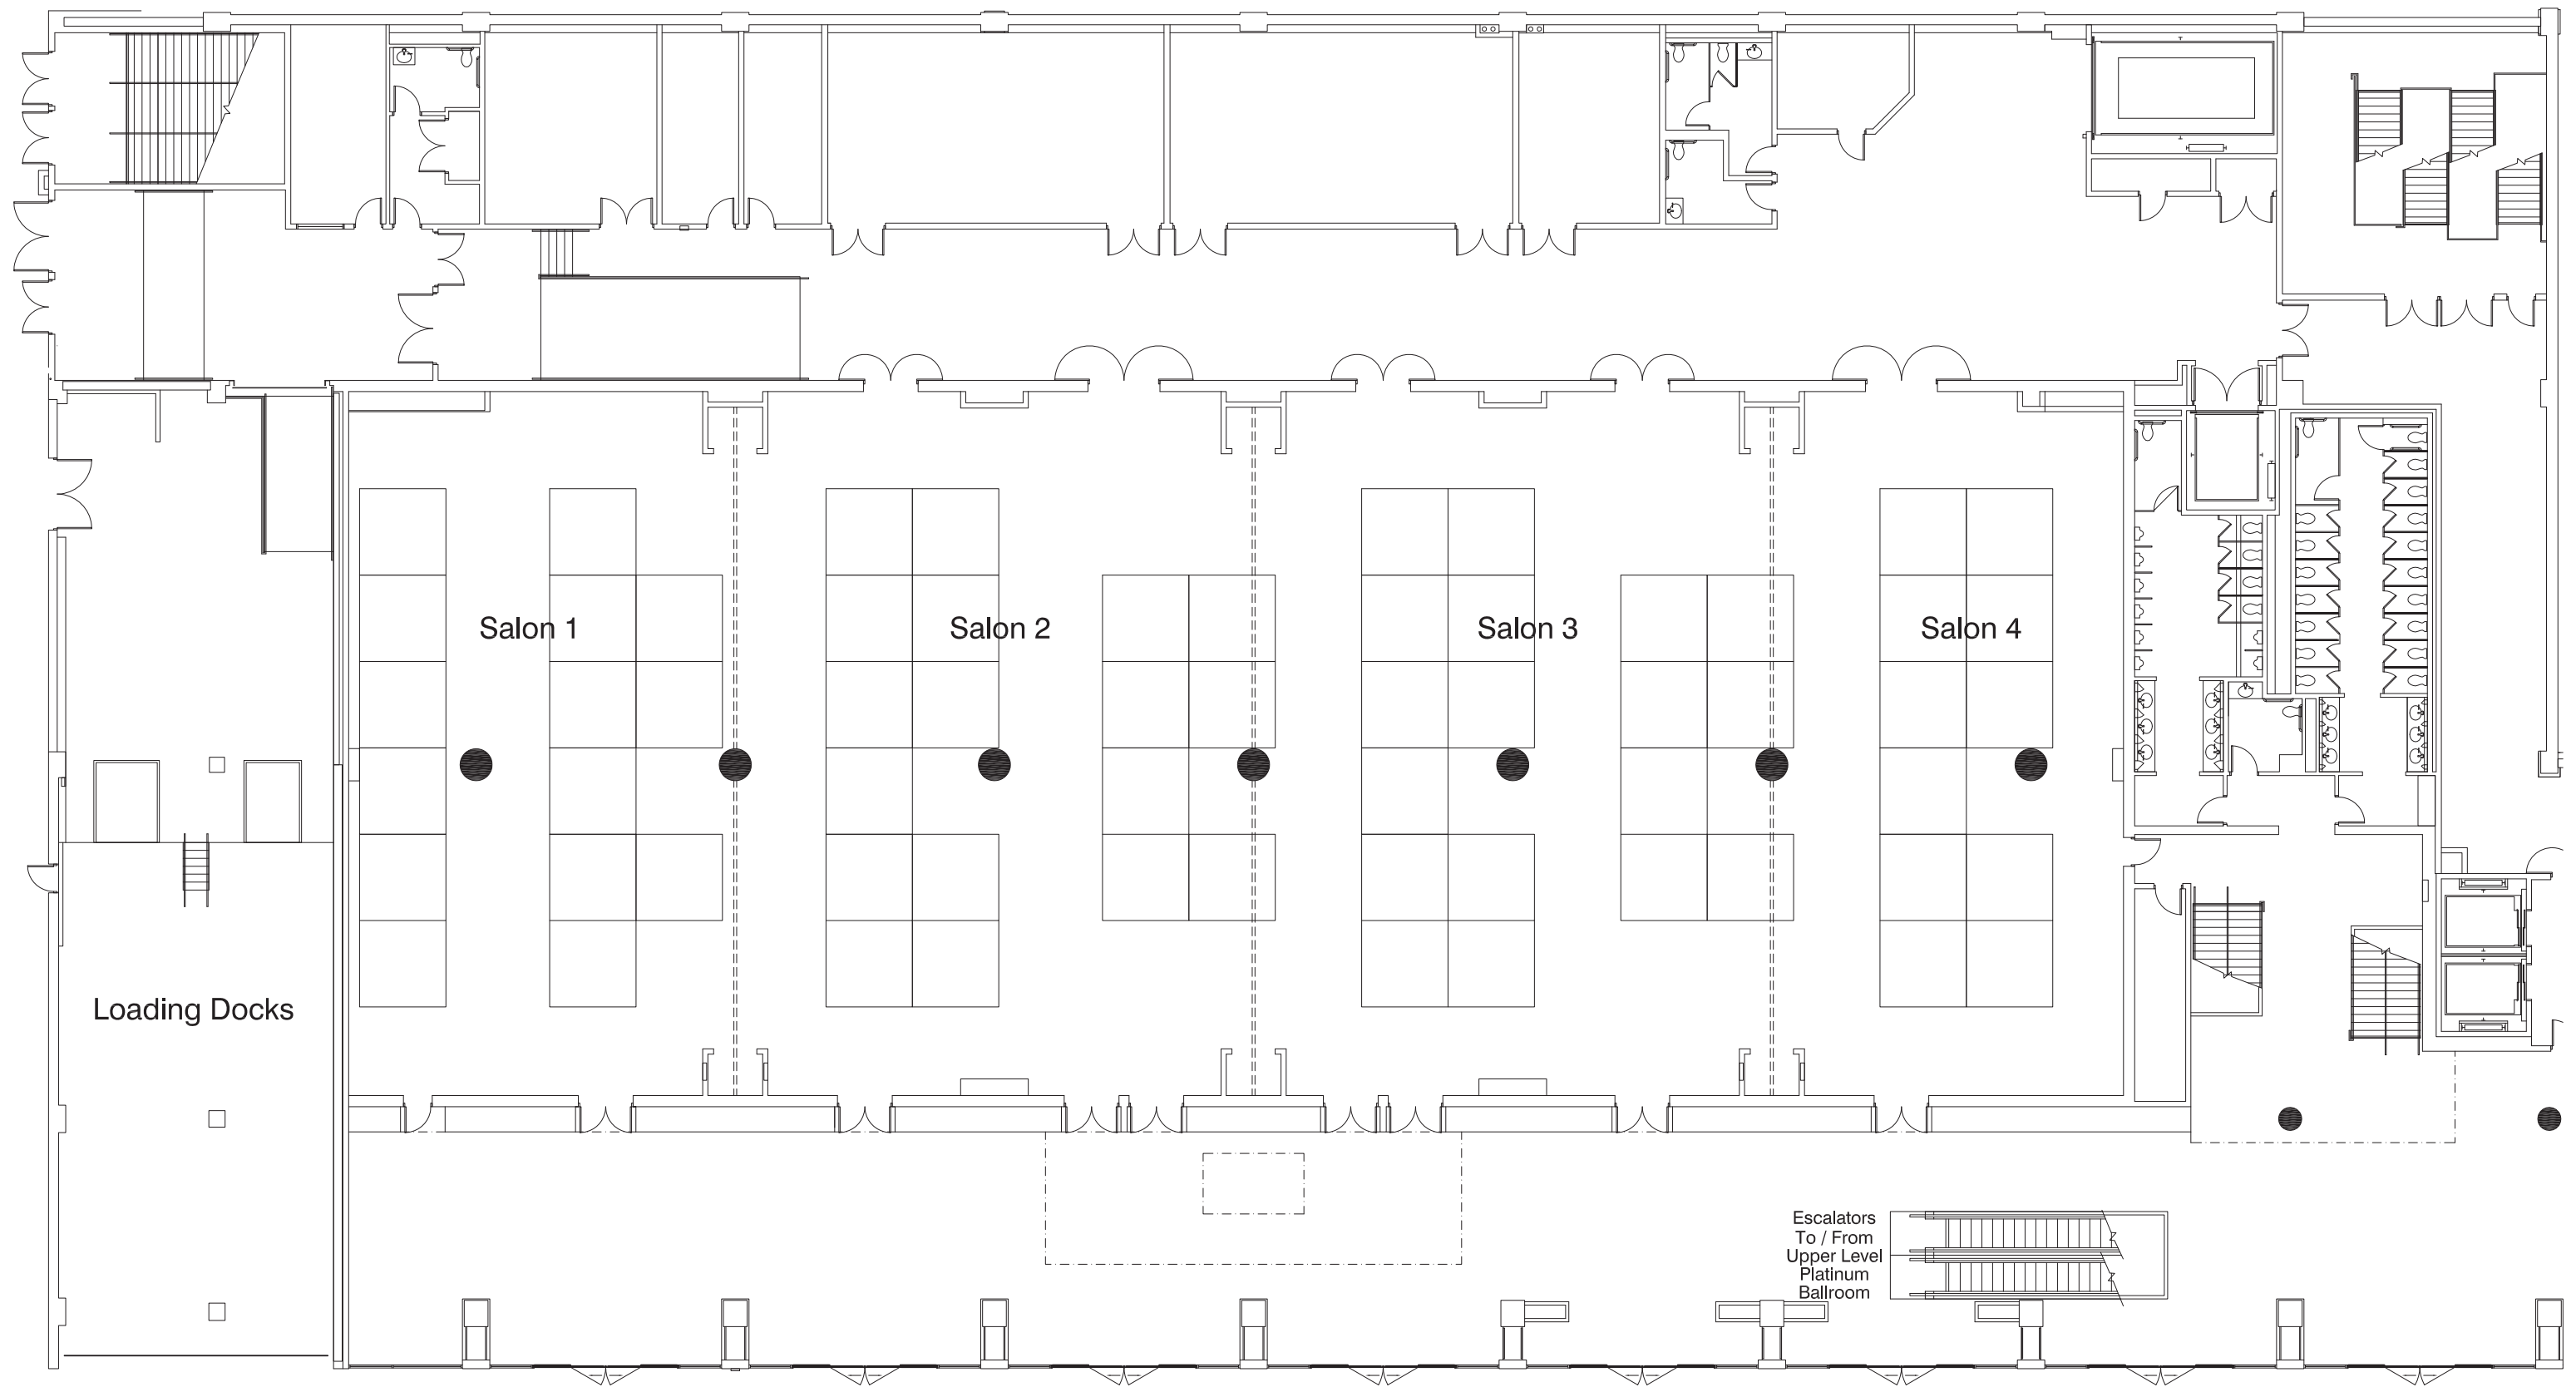 Salon 1
Salon 2
Salon 3
Salon 4
Loading Docks
Escalators
To / From
Upper Level
Platinum
Ballroom